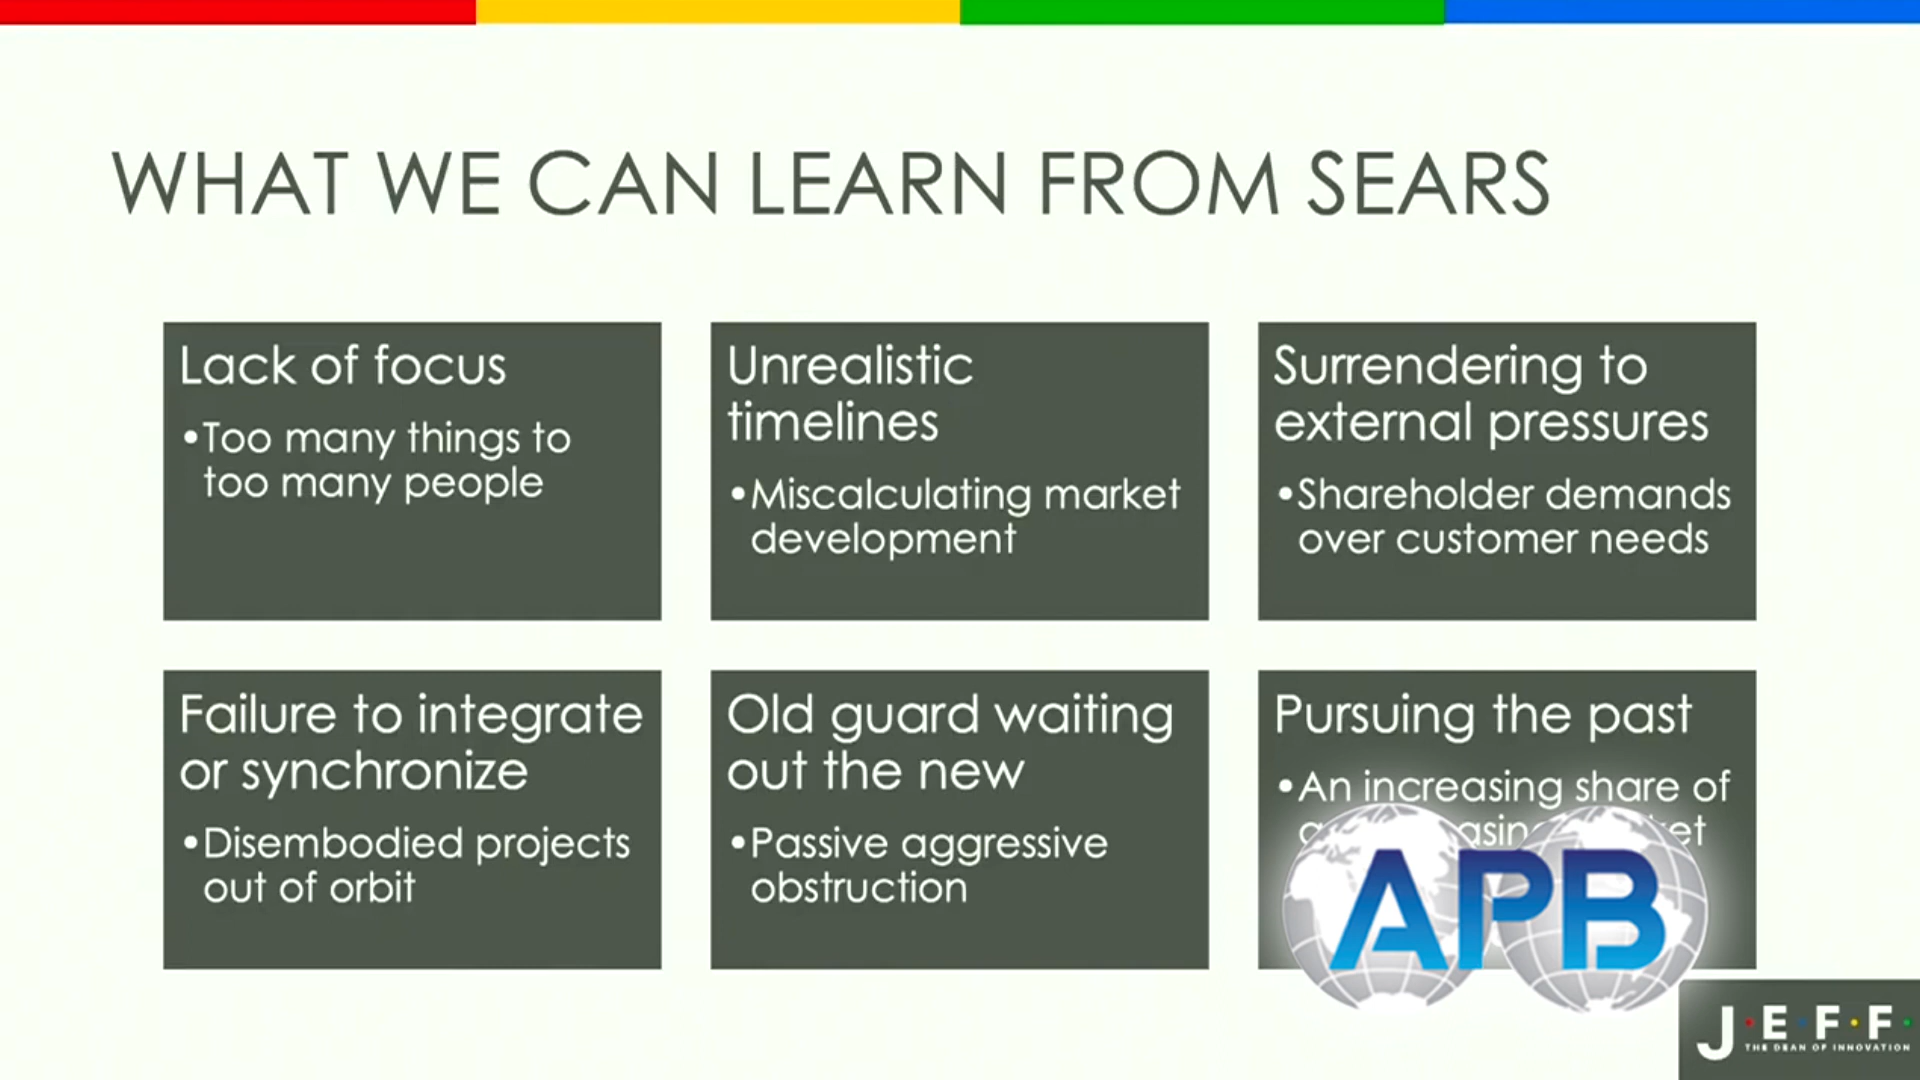 WHAT WE CAN LEARN FROM SEARS
Lack of focus
•Too many things to
too many people
Unrealistic
timelines
•Miscalculating market
development
Surrendering to
external pressures
•Shareholder demands
over customer needs
Failure to integrate
or synchronize
•Disembodied projects
out of orbit
Old guard waiting
out the new
•Passive aggressive
obstruction
Pursuing the past
•An increasing share of
APB
J·E·F·F·
THE DEAN OF INNOVATION